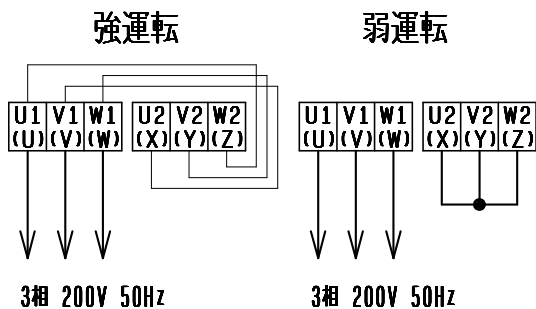 強運転 弱運転
U1 V1 W1 U2 V2 W2 U1 V1 W1 U2 V2 W2
(U) (V) (W) (X) (Y) (Z) (U) (V) (W) (X) (Y) (Z)
3相 200V 50Hz 3相 200V 50Hz